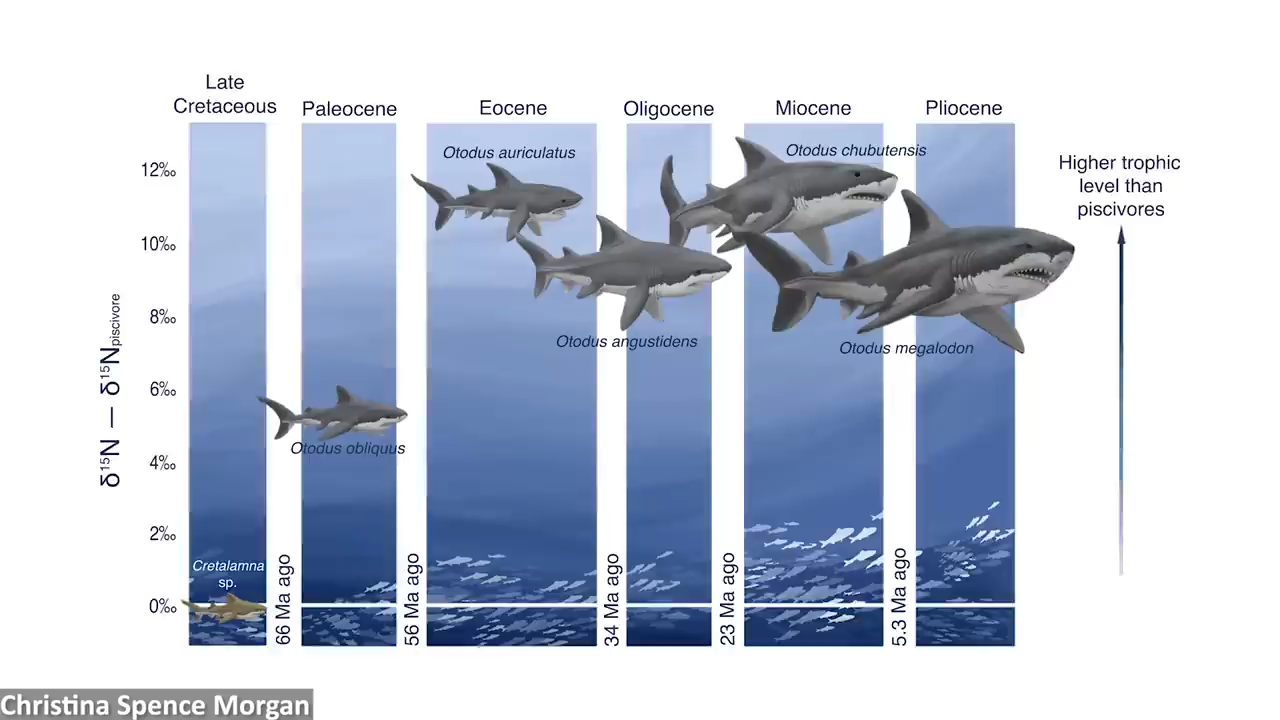 Late
Cretaceous
Paleocene
Eocene
Oligocene
Miocene
Pliocene
12‰
10‰
8‰
6‰
4‰
2‰
0‰
δ¹⁵N — δ¹⁵Npiscivore
Otodus auriculatus
Otodus chubutensis
Otodus angustidens
Otodus megalodon
Otodus obliquus
Cretalamna
sp.
66 Ma ago
56 Ma ago
34 Ma ago
23 Ma ago
5.3 Ma ago
Higher trophic
level than
piscivores
Christina Spence Morgan